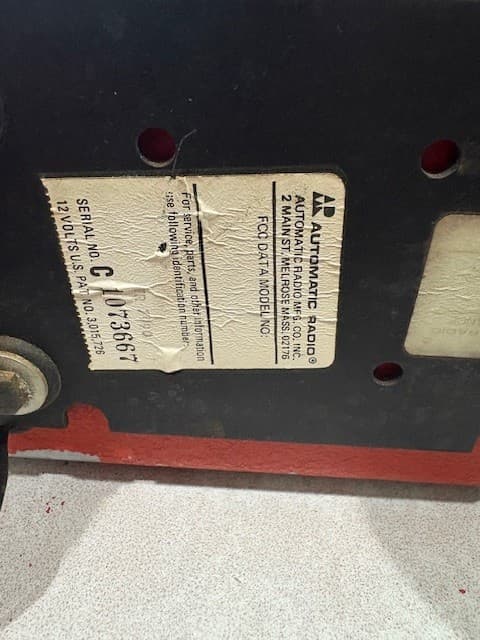 AR AUTOMATIC RADIO®
AUTOMATIC RADIO MFG. CO. INC.
2 MAIN ST., MELROSE MASS. 02176
FCC DATA MODEL NO:
For service, parts, and other information
use following identification number:
SERIAL NO. C 1073667
12 VOLTS U.S. PAT. NO. 3,015,726